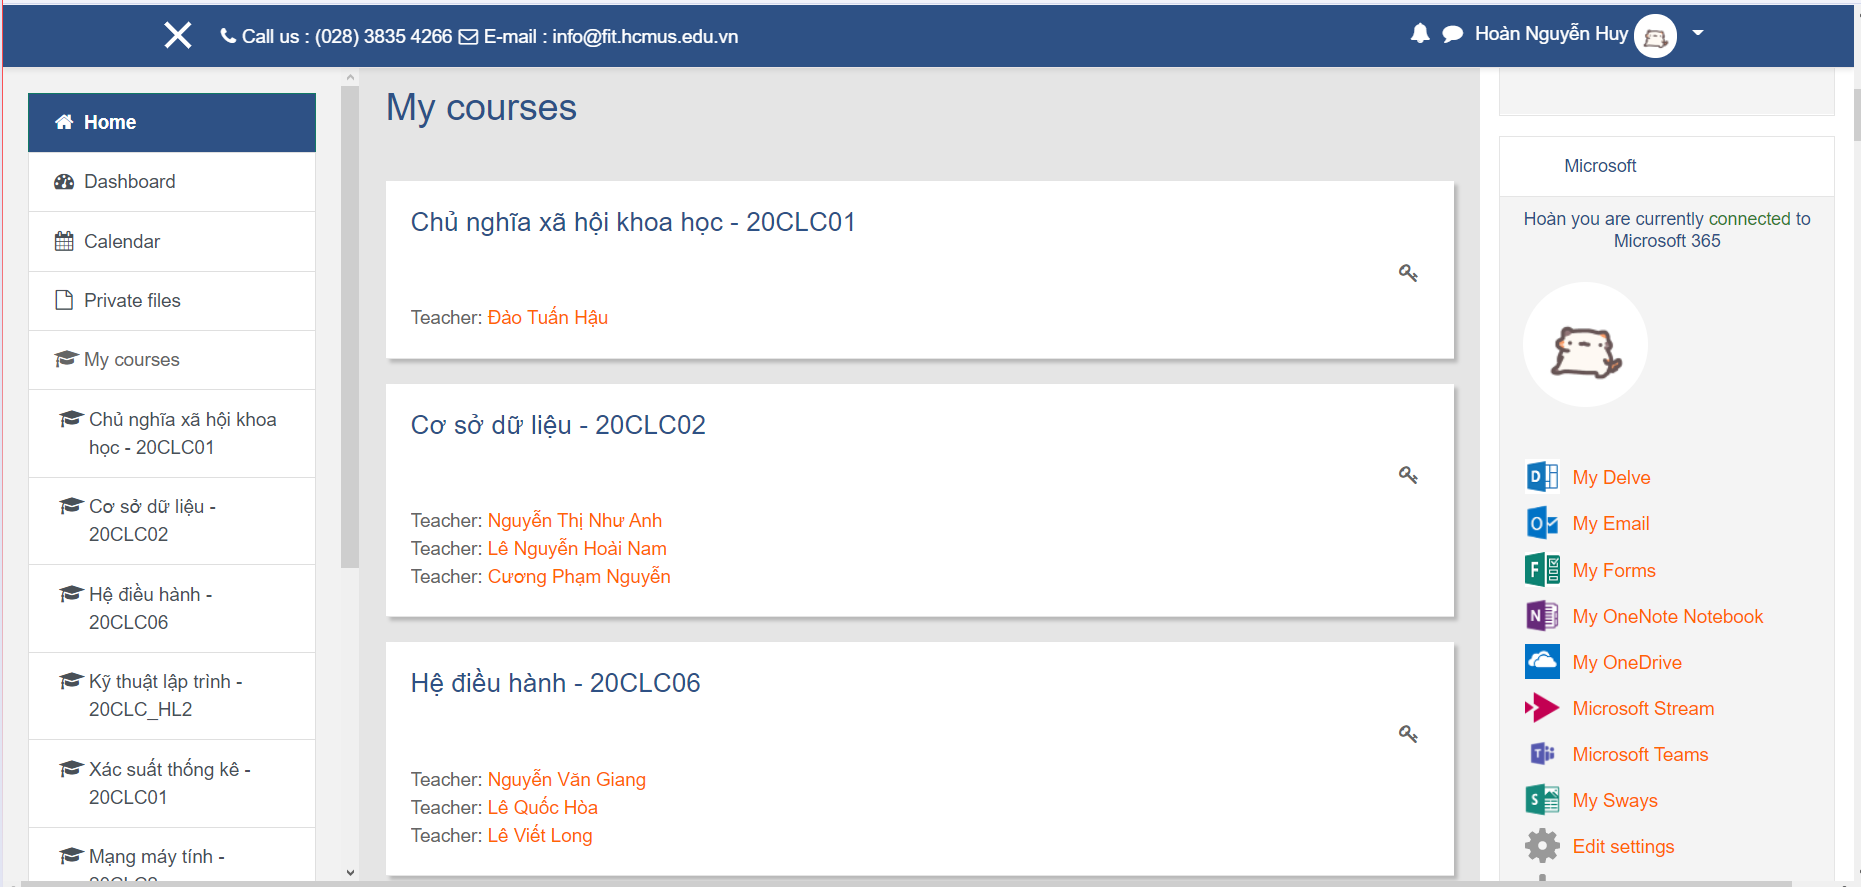 Call us : (028) 3835 4266 E-mail : info@fit.hcmus.edu.vn
Hoàn Nguyễn Huy
Home
Dashboard
Calendar
Private files
My courses
Chủ nghĩa xã hội khoa
học - 20CLC01
Cơ sở dữ liệu -
20CLC02
Hệ điều hành -
20CLC06
Kỹ thuật lập trình -
20CLC_HL2
Xác suất thống kê -
20CLC01
Mạng máy tính -
My courses
Chủ nghĩa xã hội khoa học - 20CLC01
Teacher: Đào Tuấn Hậu
Cơ sở dữ liệu - 20CLC02
Teacher: Nguyễn Thị Như Anh
Teacher: Lê Nguyễn Hoài Nam
Teacher: Cương Phạm Nguyễn
Hệ điều hành - 20CLC06
Teacher: Nguyễn Văn Giang
Teacher: Lê Quốc Hòa
Teacher: Lê Viết Long
Microsoft
Hoàn you are currently connected to
Microsoft 365
My Delve
My Email
My Forms
My OneNote Notebook
My OneDrive
Microsoft Stream
Microsoft Teams
My Sways
Edit settings